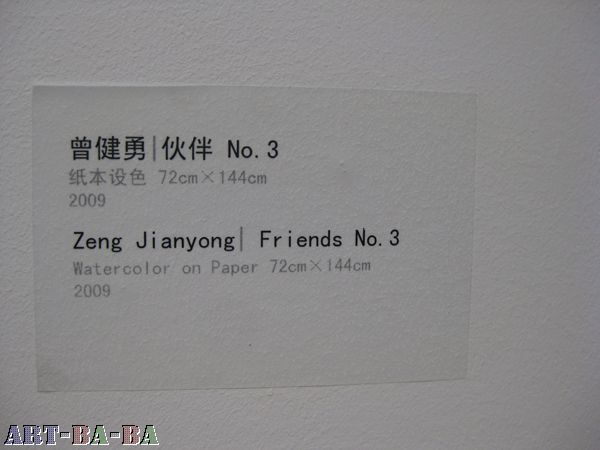 曾健勇|伙伴 No.3
纸本设色 72cm×144cm
2009
Zeng Jianyong| Friends No.3
Watercolor on Paper 72cm×144cm
2009
ART-BA-BA